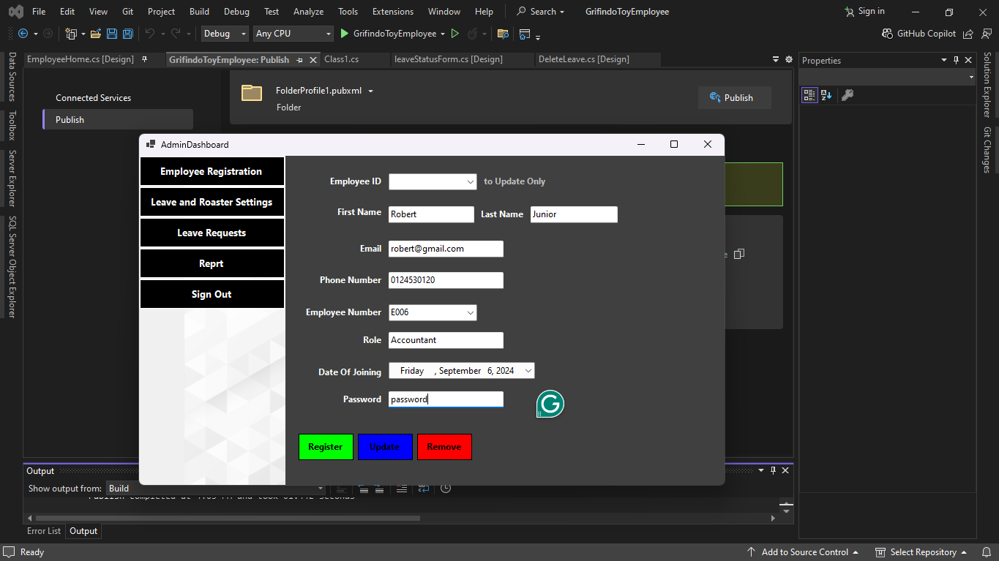 File Edit View Git Project Build Debug Test Analyze Tools Extensions Window Help Search GrifindoToyEmployee Sign in
Debug Any CPU GrifindoToyEmployee GitHub Copilot
EmployeeHome.cs [Design] GrifindoToyEmployee: Publish Class1.cs leaveStatusForm.cs [Design] DeleteLeave.cs [Design]
Properties
Data Sources
Toolbox
Server Explorer
SQL Server Object Explorer
Solution Explorer
Git Changes
Connected Services
Publish
FolderProfile1.pubxml
Folder
Publish
AdminDashboard
Employee Registration
Leave and Roaster Settings
Leave Requests
Reprt
Sign Out
Employee ID to Update Only
First Name Robert Last Name Junior
Email robert@gmail.com
Phone Number 0124530120
Employee Number E006
Role Accountant
Date Of Joining Friday , September 6, 2024
Password password
G
Register Update Remove
Output
Show output from: Build
Error List Output
Ready Add to Source Control Select Repository